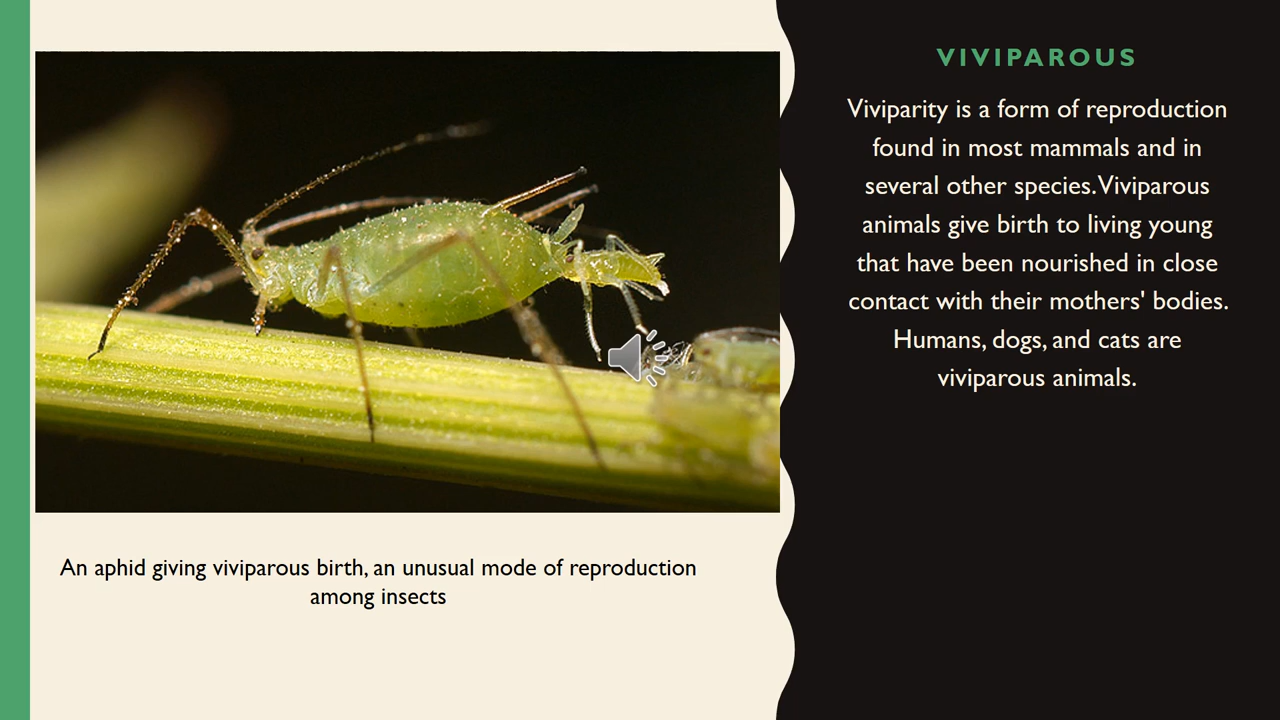 VIVIPAROUS
Viviparity is a form of reproduction
found in most mammals and in
several other species.Viviparous
animals give birth to living young
that have been nourished in close
contact with their mothers' bodies.
Humans, dogs, and cats are
viviparous animals.
An aphid giving viviparous birth, an unusual mode of reproduction
among insects